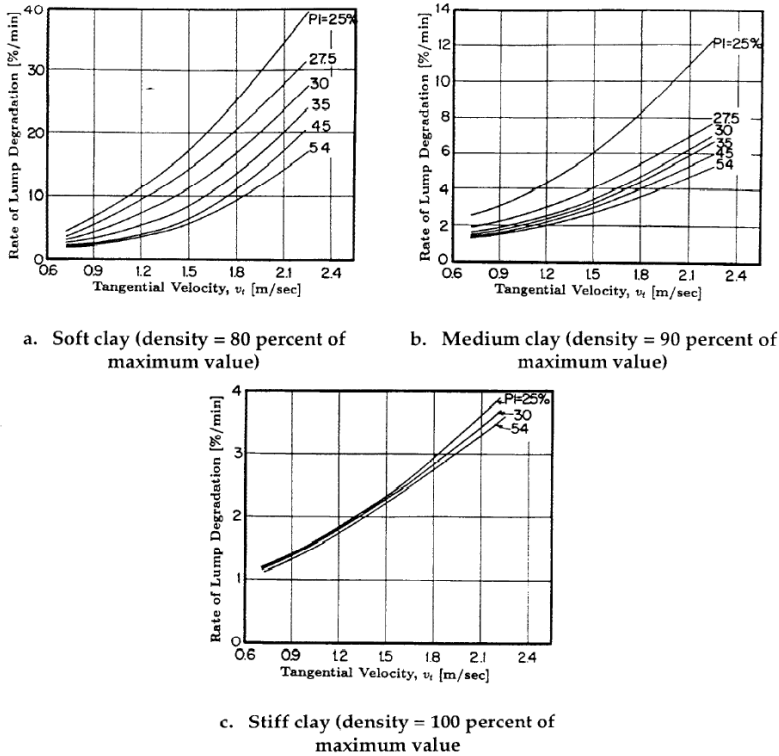 40
30
20
10
0
Rate of Lump Degradation [%/min]
PI=25%
27.5
30
35
45
54
0.6 0.9 1.2 1.5 1.8 2.1 2.4
Tangential Velocity, vₜ [m/sec]
a. Soft clay (density = 80 percent of
maximum value)
14
12
10
8
6
4
2
0
Rate of Lump Degradation [%/min]
PI=25%
27.5
30
35
45
54
0.6 0.9 1.2 1.5 1.8 2.1 2.4
Tangential Velocity, vₜ [m/sec]
b. Medium clay (density = 90 percent of
maximum value)
4
3
2
1
0
Rate of Lump Degradation [%/min]
PI=25%
30
54
0.6 0.9 1.2 1.5 1.8 2.1 2.4
Tangential Velocity, vₜ [m/sec]
c. Stiff clay (density = 100 percent of
maximum value